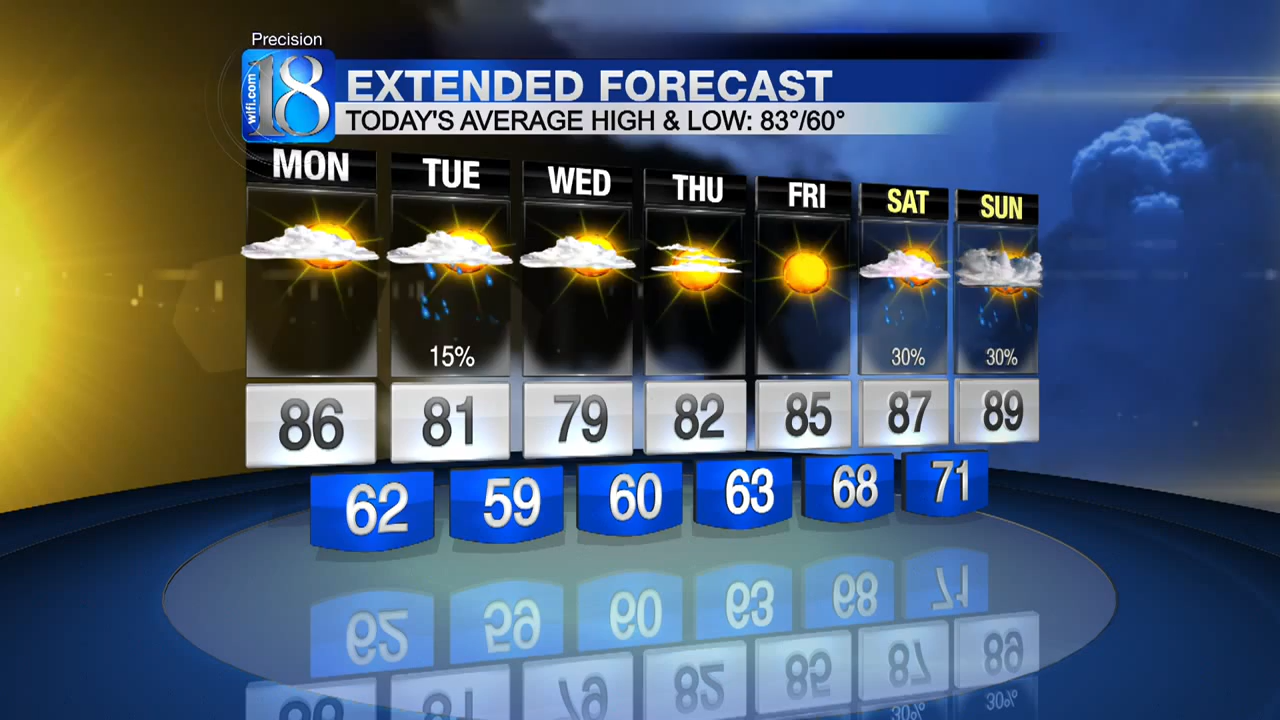 Precision
wlfi.com
18
EXTENDED FORECAST
TODAY'S AVERAGE HIGH & LOW: 83°/60°
MON TUE WED THU FRI SAT SUN
15% 30% 30%
86 81 79 82 85 87 89
62 59 60 63 68 71